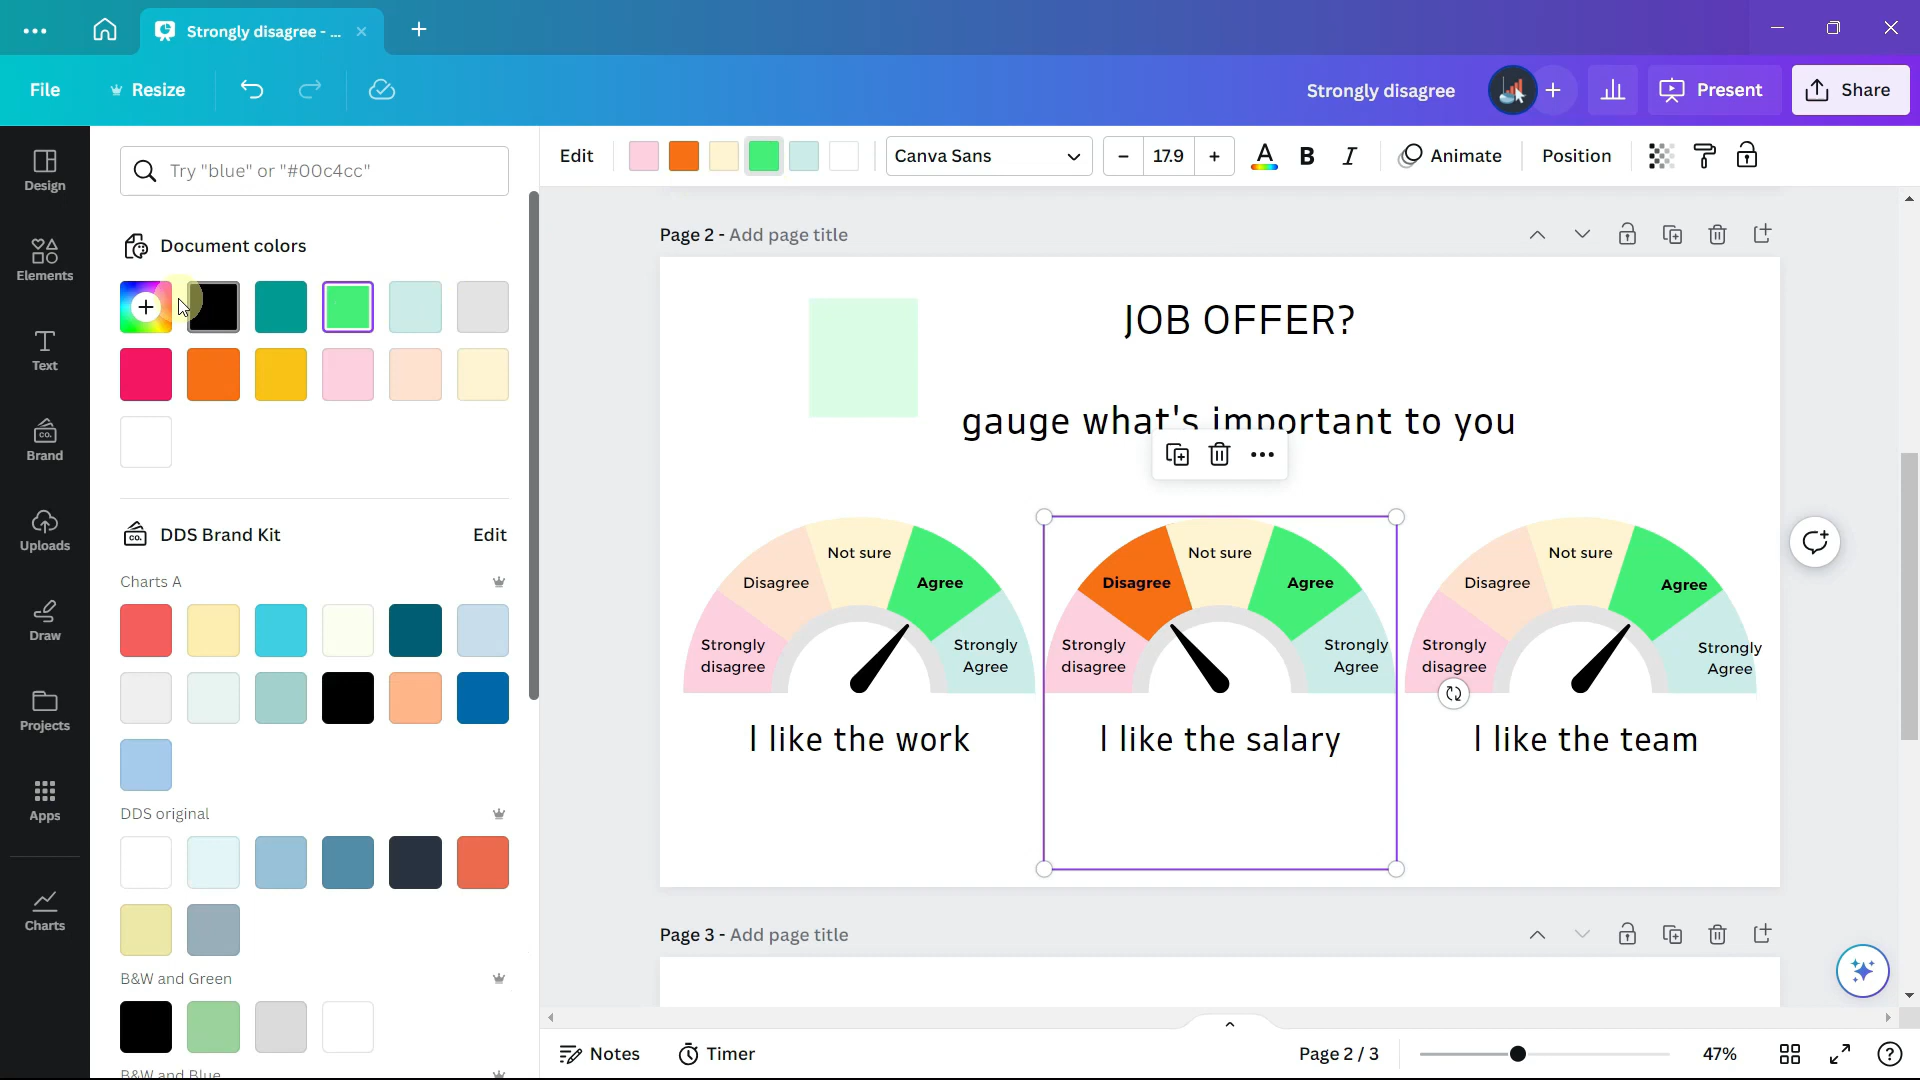 Strongly disagree - ...
File
Resize
Strongly disagree
Present
Share
Design
Elements
Text
Brand
Uploads
Draw
Projects
Apps
Charts
Try "blue" or "#00c4cc"
Document colors
DDS Brand Kit
Edit
Charts A
DDS original
B&W and Green
B&W and Blue
Edit
Canva Sans
17.9
A
B
I
Animate
Position
Page 2 - Add page title
JOB OFFER?
gauge what's important to you
Strongly
disagree
Disagree
Not sure
Agree
Strongly
Agree
I like the work
Strongly
disagree
Disagree
Not sure
Agree
Strongly
Agree
I like the salary
Strongly
disagree
Disagree
Not sure
Agree
Strongly
Agree
I like the team
Page 3 - Add page title
Notes
Timer
Page 2 / 3
47%